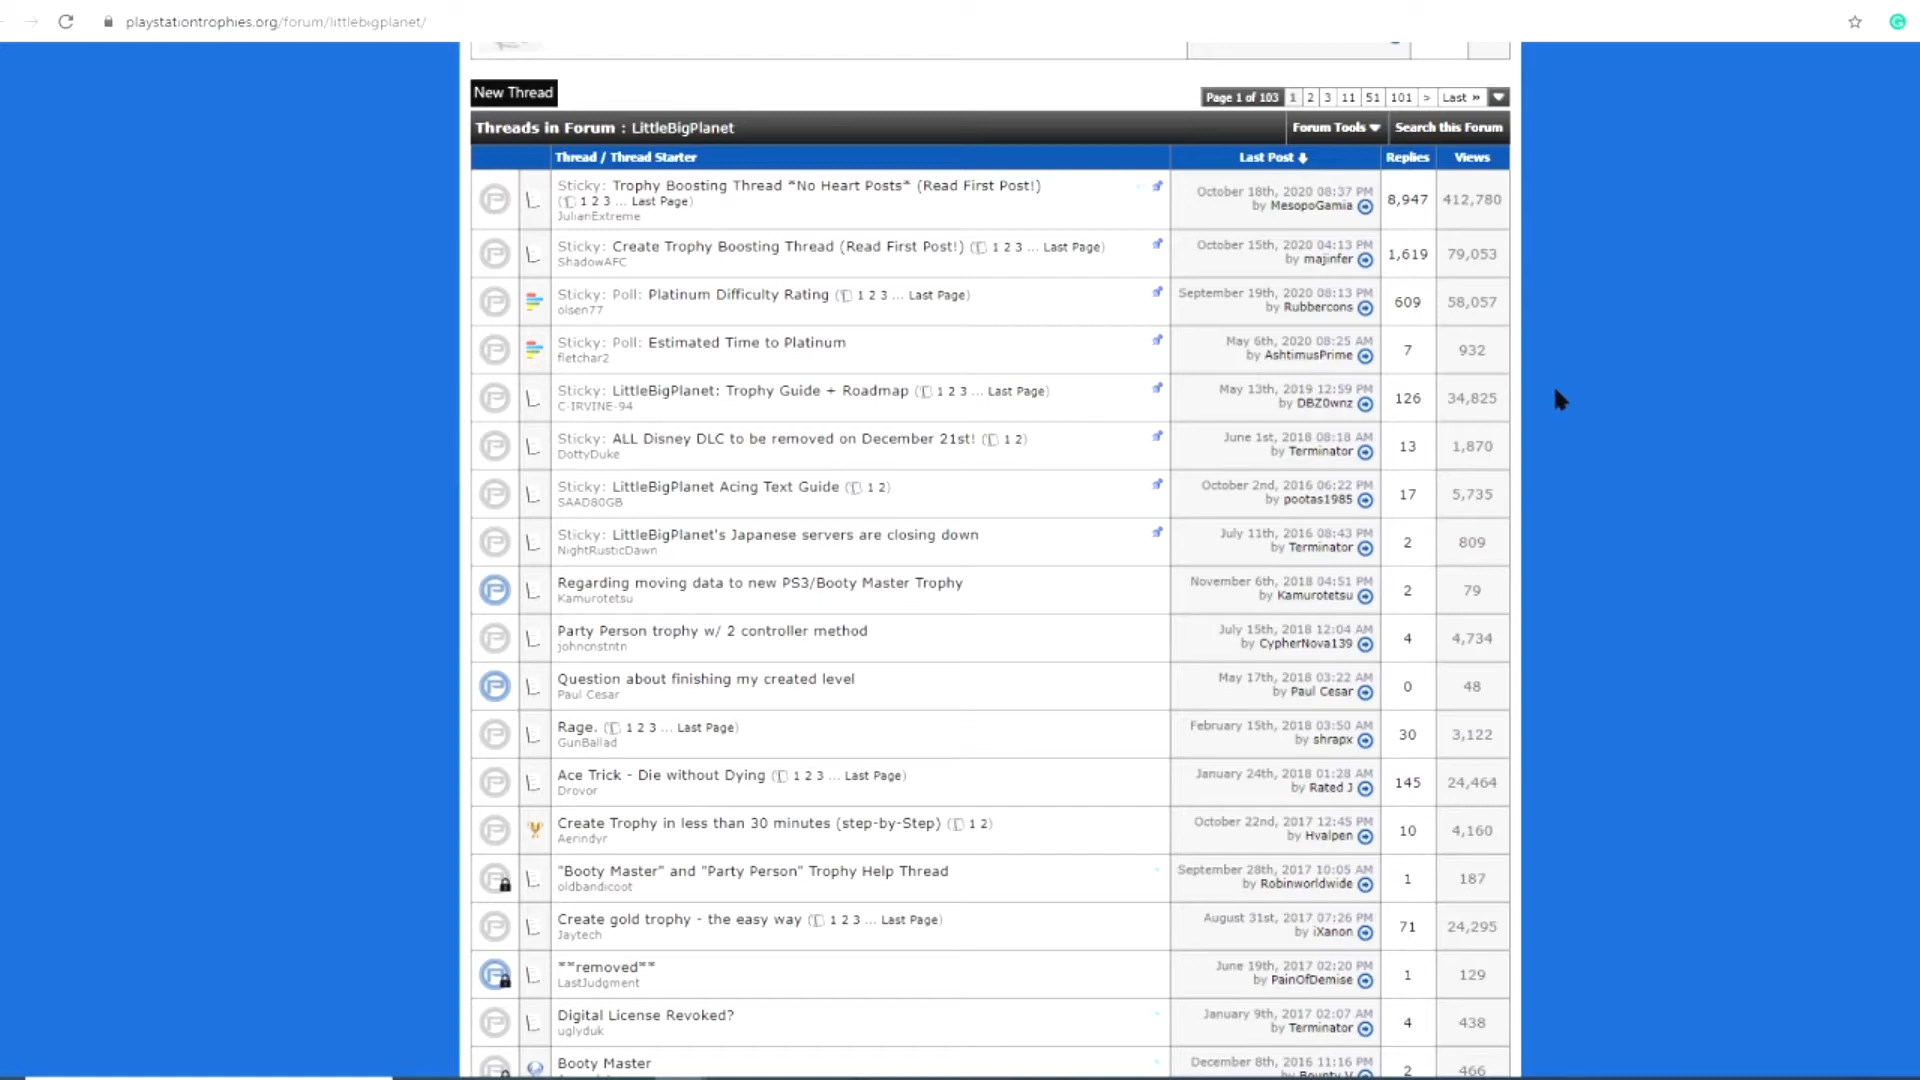 playstationtrophies.org/forum/littlebigplanet/
New Thread
Page 1 of 103 1 2 3 11 51 101 > Last »
Threads in Forum : LittleBigPlanet Forum Tools Search this Forum
Thread / Thread Starter Last Post Replies Views
Sticky: Trophy Boosting Thread *No Heart Posts* (Read First Post!)
( 1 2 3 ... Last Page)
JulianExtreme
October 18th, 2020 08:37 PM
by MesopoGamia
8,947 412,780
Sticky: Create Trophy Boosting Thread (Read First Post!) ( 1 2 3 ... Last Page)
ShadowAFC
October 15th, 2020 04:13 PM
by majinfer
1,619 79,053
Sticky: Poll: Platinum Difficulty Rating ( 1 2 3 ... Last Page)
olsen77
September 19th, 2020 08:13 PM
by Rubbercons
609 58,057
Sticky: Poll: Estimated Time to Platinum
fletchar2
May 6th, 2020 08:25 AM
by AshtimusPrime
7 932
Sticky: LittleBigPlanet: Trophy Guide + Roadmap ( 1 2 3 ... Last Page)
C-IRVINE-94
May 13th, 2019 12:59 PM
by DBZ0wnz
126 34,825
Sticky: ALL Disney DLC to be removed on December 21st! ( 1 2)
DottyDuke
June 1st, 2018 08:18 AM
by Terminator
13 1,870
Sticky: LittleBigPlanet Acing Text Guide ( 1 2)
SAAD80GB
October 2nd, 2016 06:22 PM
by pootas1985
17 5,735
Sticky: LittleBigPlanet's Japanese servers are closing down
NightRusticDawn
July 11th, 2016 08:43 PM
by Terminator
2 809
Regarding moving data to new PS3/Booty Master Trophy
Kamurotetsu
November 6th, 2018 04:51 PM
by Kamurotetsu
2 79
Party Person trophy w/ 2 controller method
johncnstntn
July 15th, 2018 12:04 AM
by CypherNova139
4 4,734
Question about finishing my created level
Paul Cesar
May 17th, 2018 03:22 AM
by Paul Cesar
0 48
Rage. ( 1 2 3 ... Last Page)
GunBallad
February 15th, 2018 03:50 AM
by shrapx
30 3,122
Ace Trick - Die without Dying ( 1 2 3 ... Last Page)
Drovor
January 24th, 2018 01:28 AM
by Rated J
145 24,464
Create Trophy in less than 30 minutes (step-by-Step) ( 1 2)
Aerindyr
October 22nd, 2017 12:45 PM
by Hvalpen
10 4,160
"Booty Master" and "Party Person" Trophy Help Thread
oldbandicoot
September 28th, 2017 10:05 AM
by Robinworldwide
1 187
Create gold trophy - the easy way ( 1 2 3 ... Last Page)
Jaytech
August 31st, 2017 07:26 PM
by iXanon
71 24,295
**removed**
LastJudgment
June 19th, 2017 02:20 PM
by PainOfDemise
1 129
Digital License Revoked?
uglyduk
January 9th, 2017 02:07 AM
by Terminator
4 438
Booty Master
December 8th, 2016 11:16 PM
by Bounty V
2 466